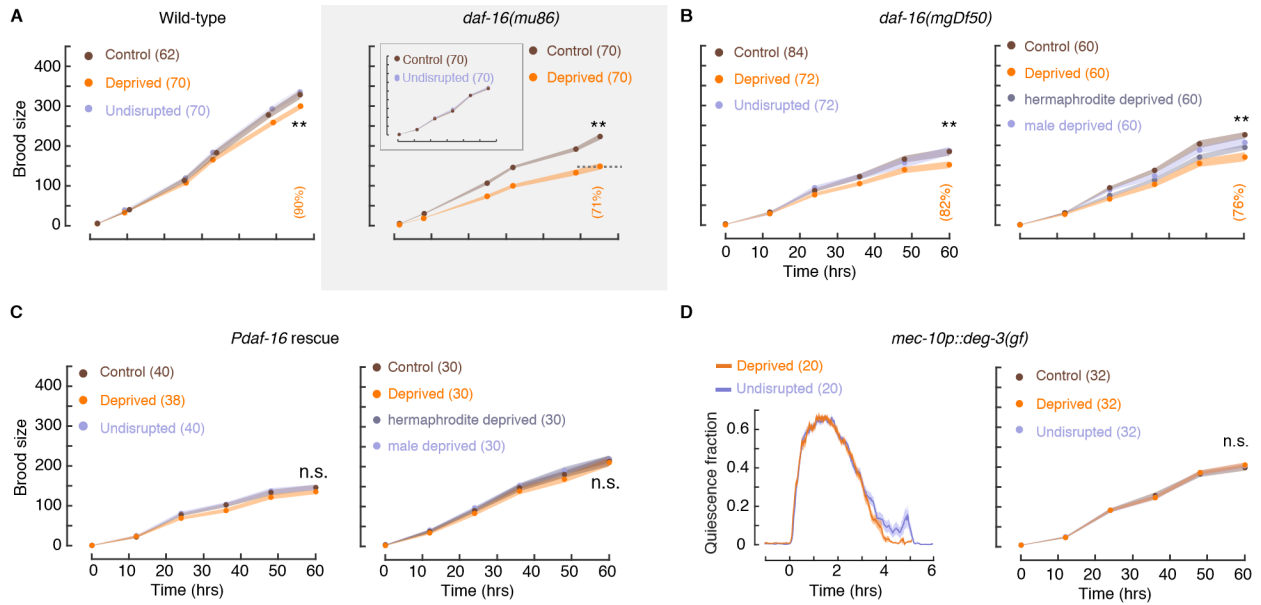 A
Wild-type
daf-16(mu86)
Brood size
400
300
200
100
0
Control (62)
Deprived (70)
Undisrupted (70)
**
(90%)
Control (70)
Undisrupted (70)
Control (70)
Deprived (70)
**
(71%)
B
daf-16(mgDf50)
Control (84)
Deprived (72)
Undisrupted (72)
**
(82%)
0 10 20 30 40 50 60
Time (hrs)
Control (60)
Deprived (60)
hermaphrodite deprived (60)
male deprived (60)
**
(76%)
C
Pdaf-16 rescue
Brood size
400
300
200
100
0
Control (40)
Deprived (38)
Undisrupted (40)
n.s.
0 10 20 30 40 50 60
Time (hrs)
Control (30)
Deprived (30)
hermaphrodite deprived (30)
male deprived (30)
n.s.
0 10 20 30 40 50 60
Time (hrs)
D
mec-10p::deg-3(gf)
Deprived (20)
Undisrupted (20)
Quiescence fraction
0.6
0.4
0.2
0
0 2 4 6
Time (hrs)
Control (32)
Deprived (32)
Undisrupted (32)
n.s.
0 10 20 30 40 50 60
Time (hrs)